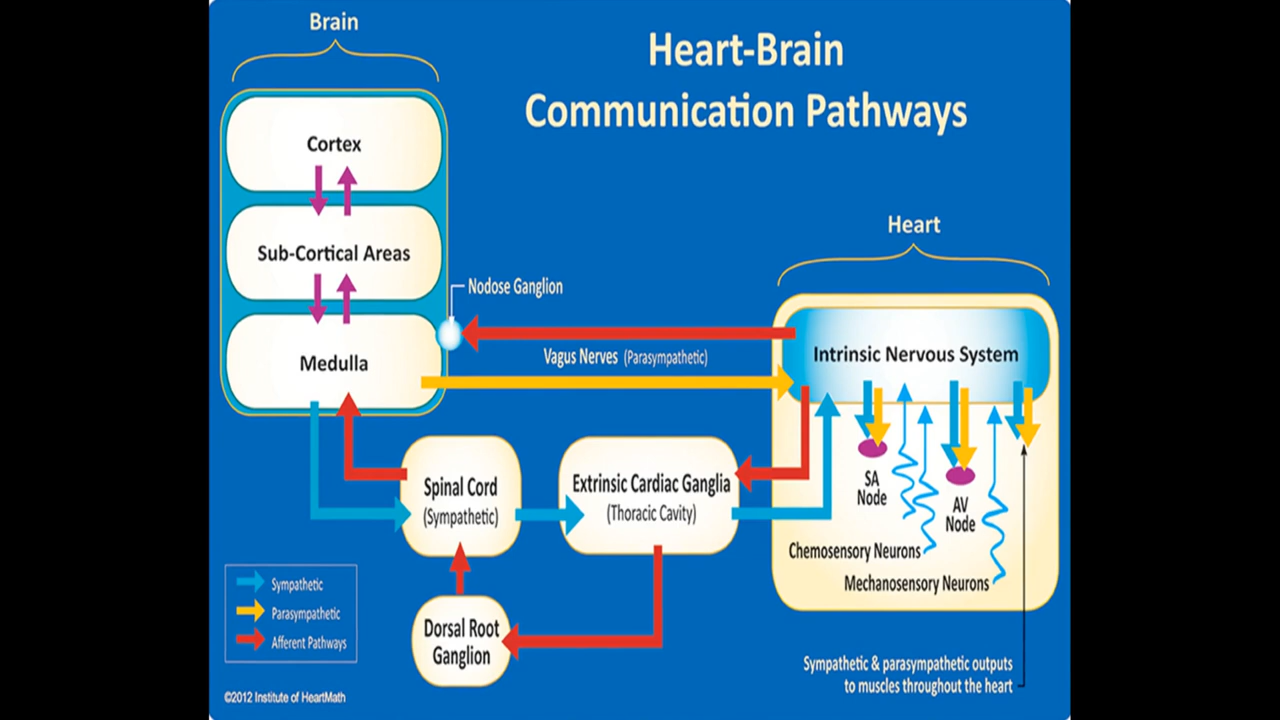 Brain
Heart-Brain
Communication Pathways
Cortex
Sub-Cortical Areas
Medulla
Nodose Ganglion
Vagus Nerves (Parasympathetic)
Heart
Intrinsic Nervous System
SA
Node
AV
Node
Chemosensory Neurons
Mechanosensory Neurons
Spinal Cord
(Sympathetic)
Extrinsic Cardiac Ganglia
(Thoracic Cavity)
Dorsal Root
Ganglion
Sympathetic
Parasympathetic
Afferent Pathways
Sympathetic & parasympathetic outputs
to muscles throughout the heart
©2012 Institute of HeartMath